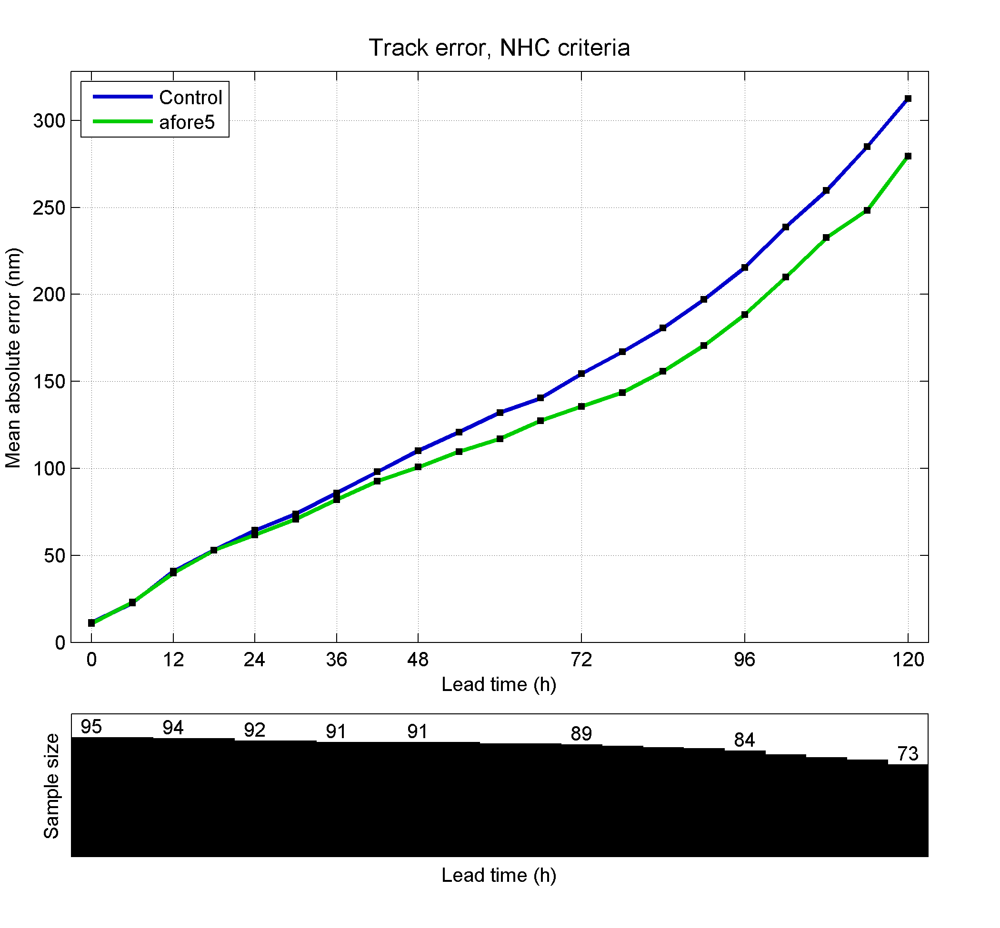 Track error, NHC criteria
Control
afore5
300
250
200
150
100
50
0
Mean absolute error (nm)
0 12 24 36 48 72 96 120
Lead time (h)
95 94 92 91 91 89 84 73
Sample size
Lead time (h)